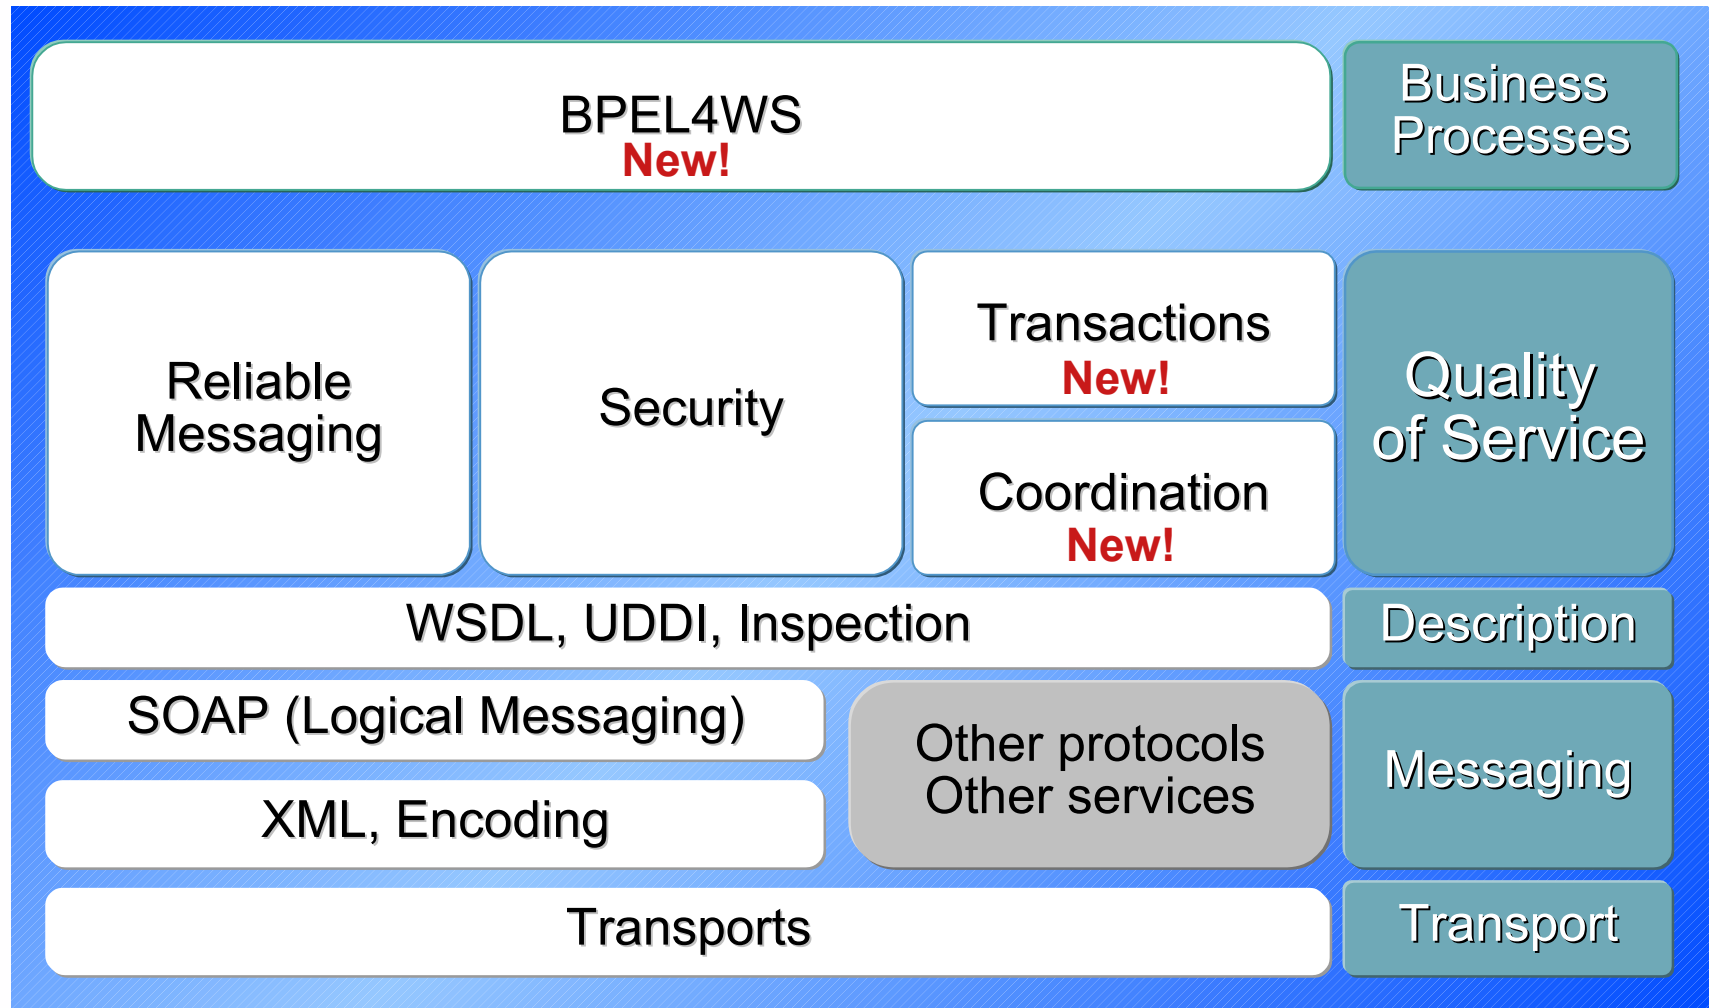 BPEL4WS
New!
Business
Processes
Reliable
Messaging
Security
Transactions
New!
Coordination
New!
Quality
of Service
WSDL, UDDI, Inspection
Description
SOAP (Logical Messaging)
XML, Encoding
Other protocols
Other services
Messaging
Transports
Transport